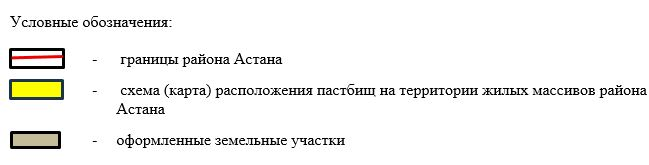 Условные обозначения:
- границы района Астана
- схема (карта) расположения пастбищ на территории жилых массивов района
Астана
- оформленные земельные участки